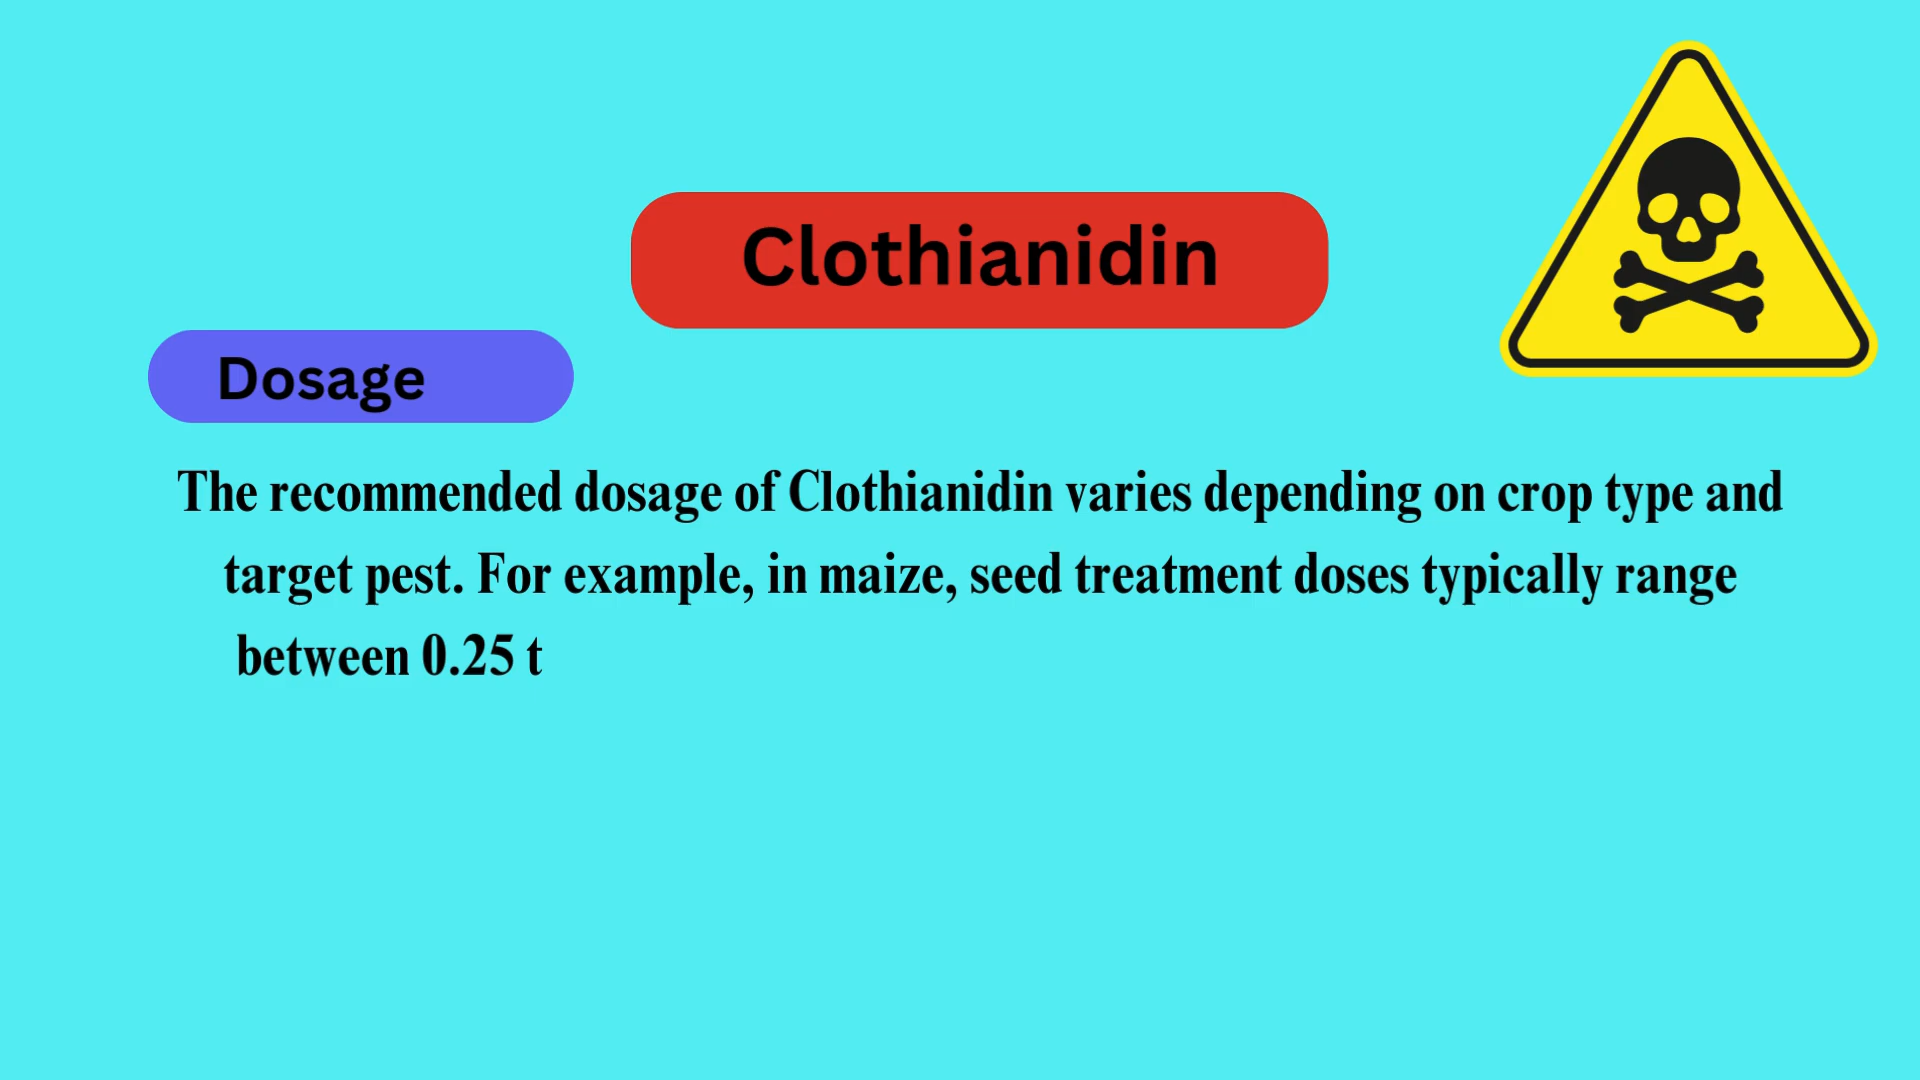 Clothianidin
Dosage
The recommended dosage of Clothianidin varies depending on crop type and
target pest. For example, in maize, seed treatment doses typically range
between 0.25 t